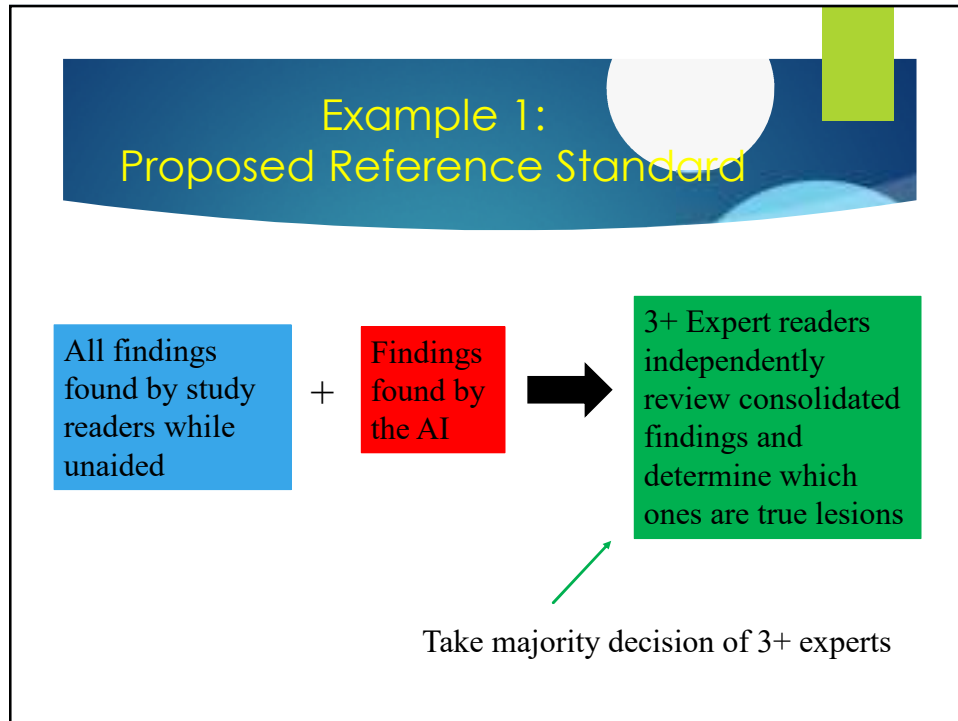 Example 1:
Proposed Reference Standard
All findings
found by study
readers while
unaided
+
Findings
found by
the AI
3+ Expert readers
independently
review consolidated
findings and
determine which
ones are true lesions
Take majority decision of 3+ experts